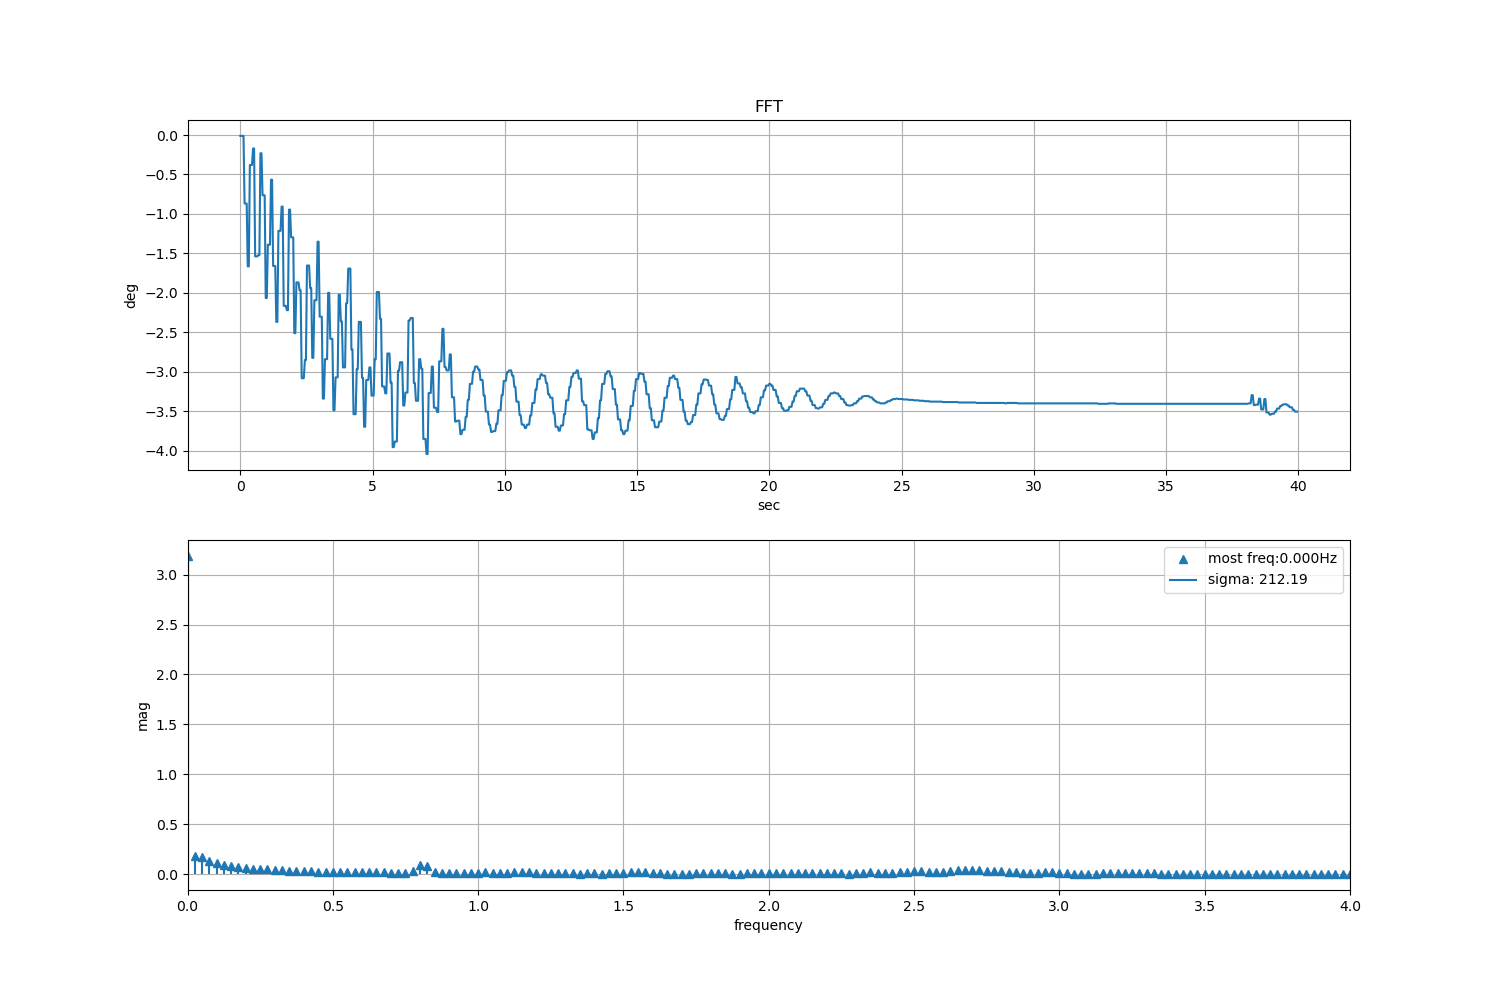 FFT
deg
0.0
−0.5
−1.0
−1.5
−2.0
−2.5
−3.0
−3.5
−4.0
0 5 10 15 20 25 30 35 40
sec
most freq:0.000Hz
sigma: 212.19
mag
3.0
2.5
2.0
1.5
1.0
0.5
0.0
0.0 0.5 1.0 1.5 2.0 2.5 3.0 3.5 4.0
frequency